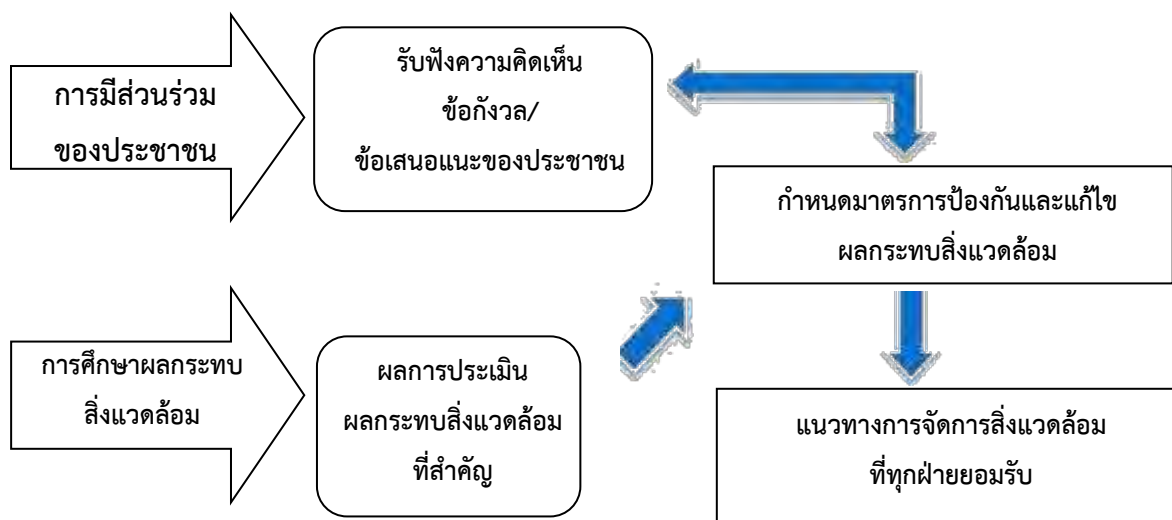 การมีส่วนร่วม
ของประชาชน
รับฟังความคิดเห็น
ข้อกังวล/
ข้อเสนอแนะของประชาชน
กำหนดมาตรการป้องกันและแก้ไข
ผลกระทบสิ่งแวดล้อม
การศึกษาผลกระทบ
สิ่งแวดล้อม
ผลการประเมิน
ผลกระทบสิ่งแวดล้อม
ที่สำคัญ
แนวทางการจัดการสิ่งแวดล้อม
ที่ทุกฝ่ายยอมรับ